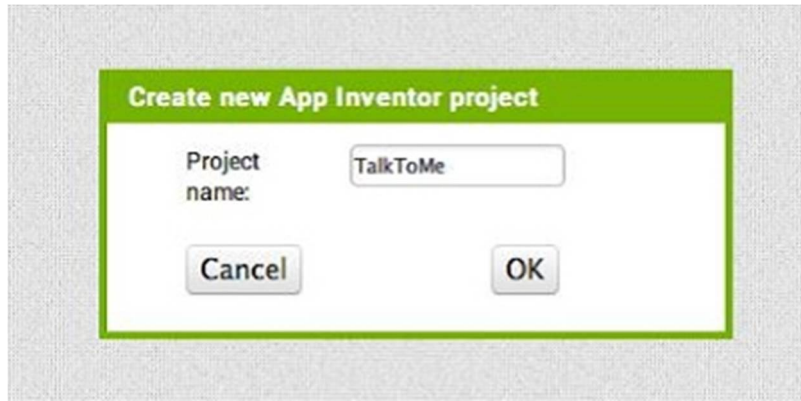 Create new App Inventor project
Project
name:
TalkToMe
Cancel
OK